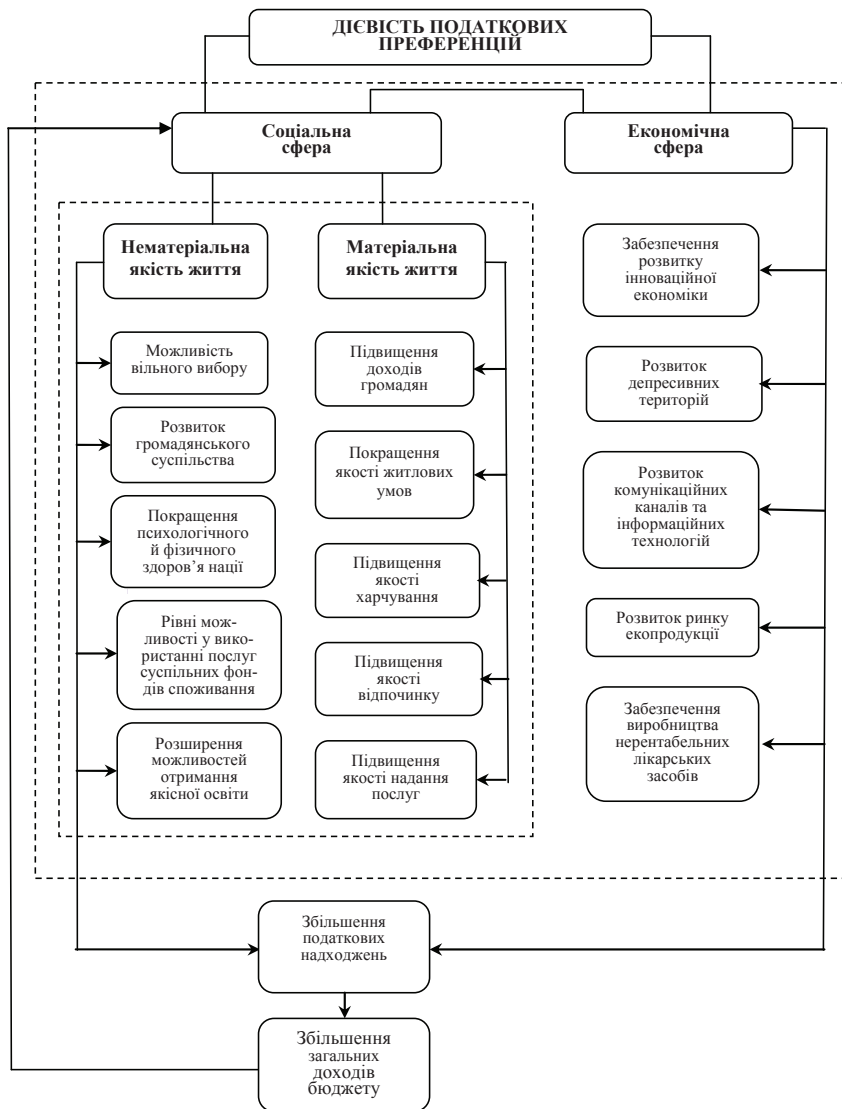 ДІЄВІСТЬ ПОДАТКОВИХ
ПРЕФЕРЕНЦІЙ
Соціальна
сфера
Економічна
сфера
Нематеріальна
якість життя
Матеріальна
якість життя
Можливість
вільного вибору
Розвиток
громадянського
суспільства
Покращення
психологічного
й фізичного
здоров’я нації
Рівні мож-
ливості у вико-
ристанні послуг
суспільних фон-
дів споживання
Розширення
можливостей
отримання
якісної освіти
Підвищення
доходів
громадян
Покращення
якості житлових
умов
Підвищення
якості
харчування
Підвищення
якості
відпочинку
Підвищення
якості надання
послуг
Забезпечення
розвитку
інноваційної
економіки
Розвиток
депресивних
територій
Розвиток
комунікаційних
каналів та
інформаційних
технологій
Розвиток ринку
екопродукції
Забезпечення
виробництва
нерентабельних
лікарських
засобів
Збільшення
податкових
надходжень
Збільшення
загальних
доходів
бюджету